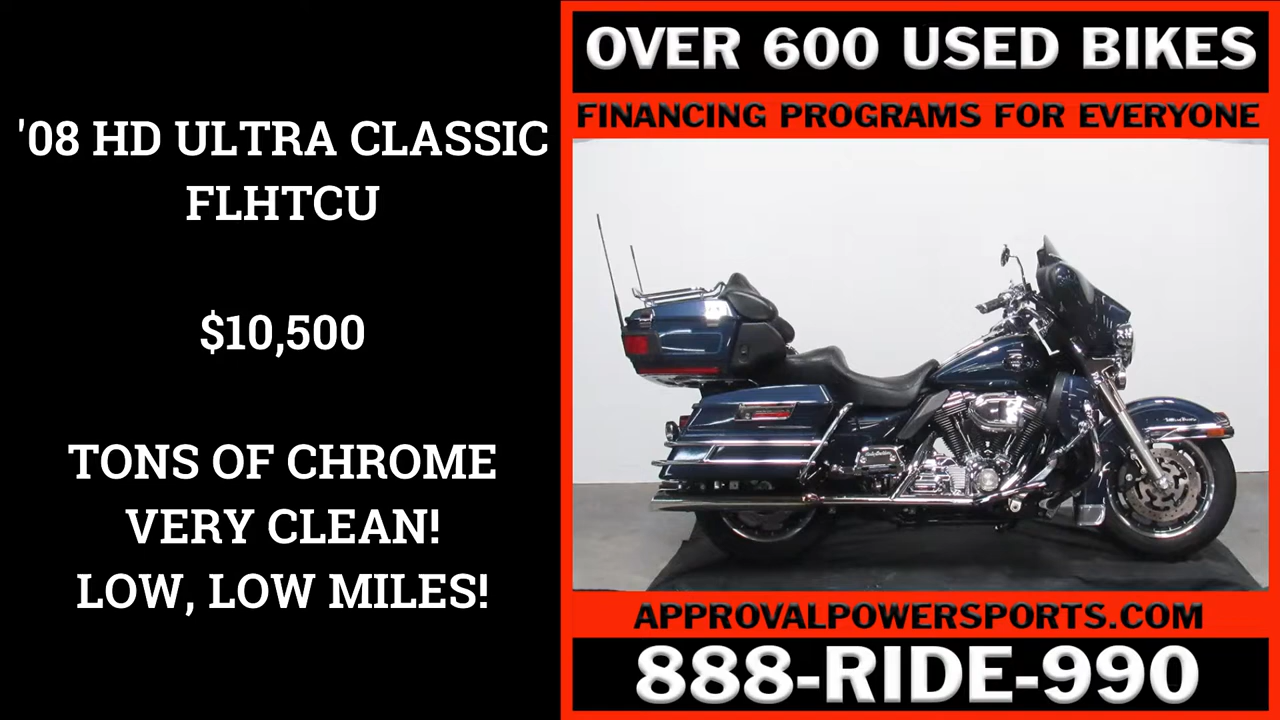 '08 HD ULTRA CLASSIC
FLHTCU
$10,500
TONS OF CHROME
VERY CLEAN!
LOW, LOW MILES!
OVER 600 USED BIKES
FINANCING PROGRAMS FOR EVERYONE
APPROVALPOWERSPORTS.COM
888-RIDE-990